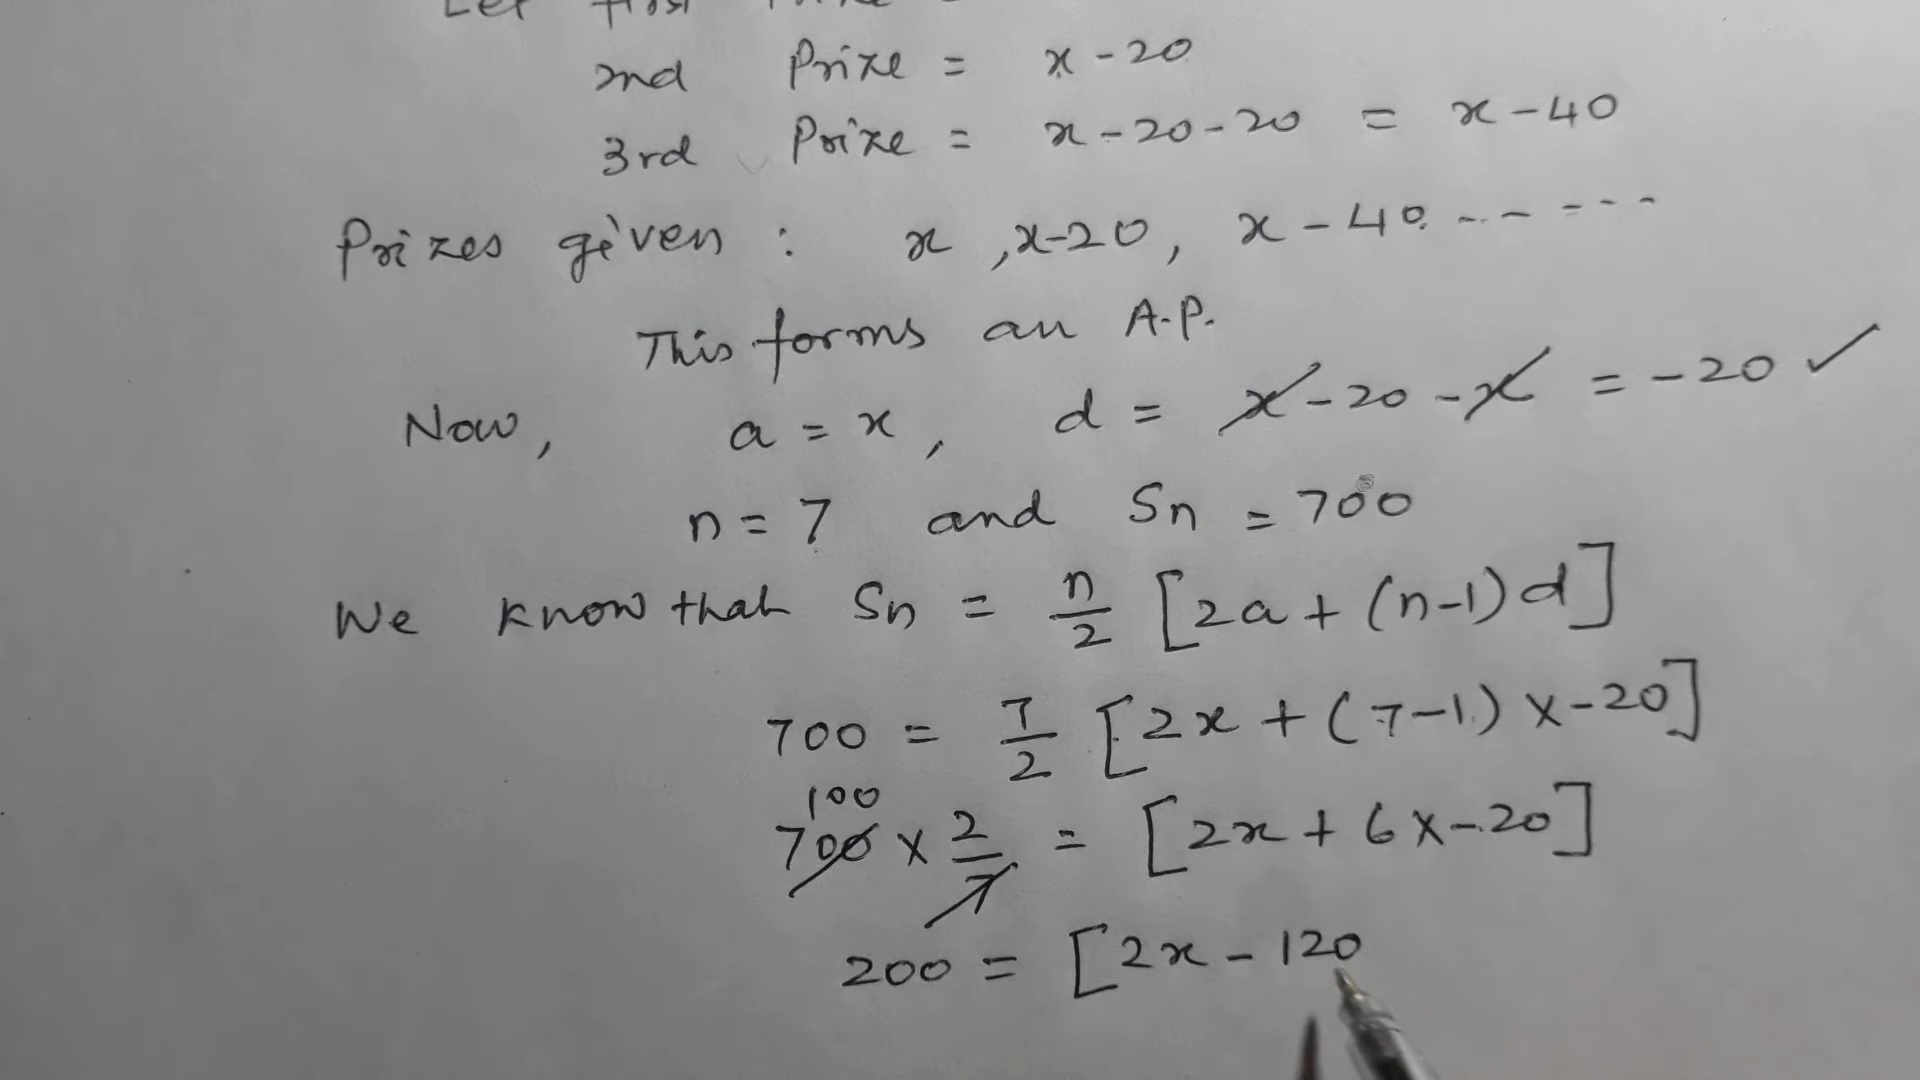 Let first
2nd Prize = x - 20
3rd Prize = x - 20 - 20 = x - 40
Prizes given : x , x-20 , x - 40 - - - - - -
This forms an A.P.
Now , a = x , d = x - 20 - x = - 20 ✓
n = 7 and Sn = 700
We know that Sn = n/2 [ 2a + (n-1) d ]
700 = 7/2 [ 2x + ( 7-1 ) x - 20 ]
100
700 x 2/7 = [ 2x + 6 x - 20 ]
200 = [ 2x - 120